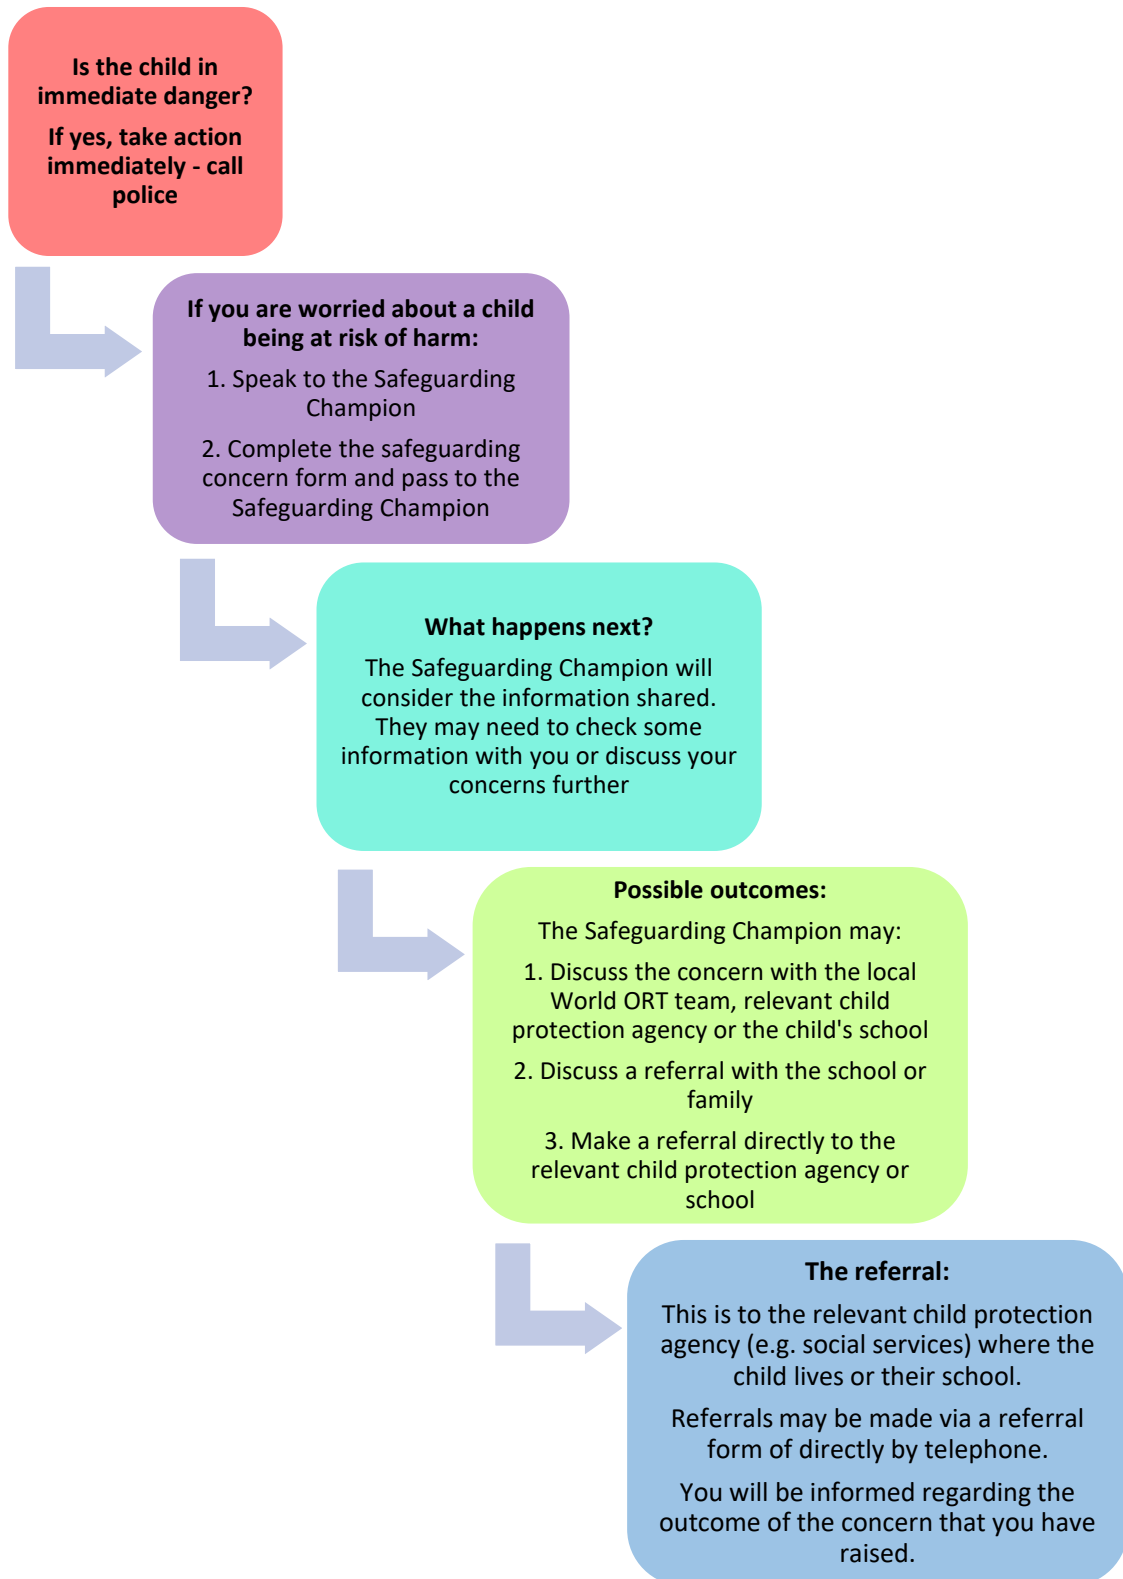 Is the child in
immediate danger?
If yes, take action
immediately - call
police
If you are worried about a child
being at risk of harm:
1. Speak to the Safeguarding
Champion
2. Complete the safeguarding
concern form and pass to the
Safeguarding Champion
What happens next?
The Safeguarding Champion will
consider the information shared.
They may need to check some
information with you or discuss your
concerns further
Possible outcomes:
The Safeguarding Champion may:
1. Discuss the concern with the local
World ORT team, relevant child
protection agency or the child's school
2. Discuss a referral with the school or
family
3. Make a referral directly to the
relevant child protection agency or
school
The referral:
This is to the relevant child protection
agency (e.g. social services) where the
child lives or their school.
Referrals may be made via a referral
form of directly by telephone.
You will be informed regarding the
outcome of the concern that you have
raised.